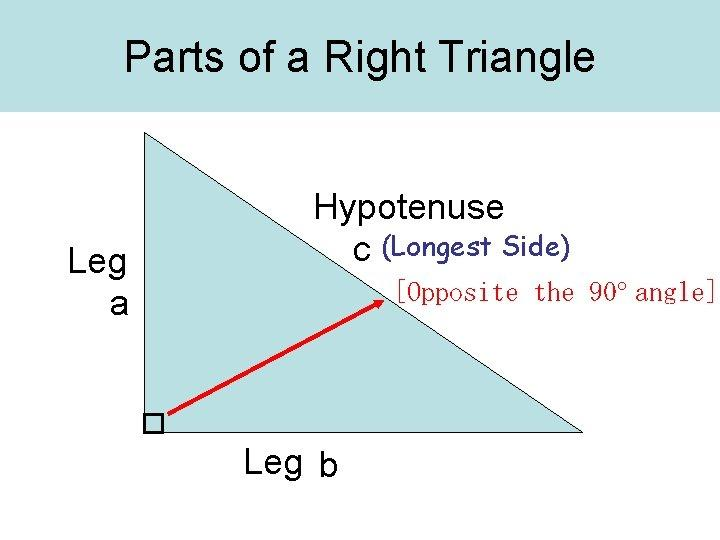 Parts of a Right Triangle
Hypotenuse
c (Longest Side)
[Opposite the 90° angle]
Leg
a
Leg b